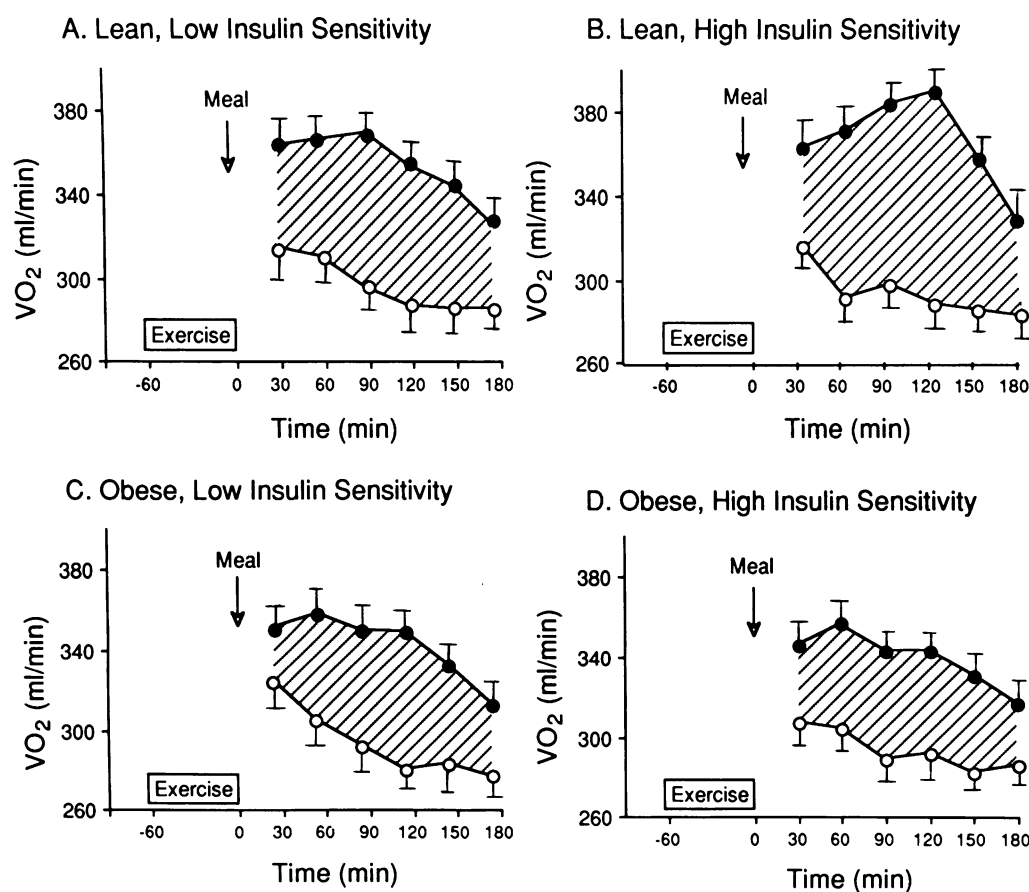 A. Lean, Low Insulin Sensitivity
380
340
300
260
VO2 (ml/min)
Meal
Exercise
-60 0 30 60 90 120 150 180
Time (min)
B. Lean, High Insulin Sensitivity
380
340
300
260
VO2 (ml/min)
Meal
Exercise
-60 0 30 60 90 120 150 180
Time (min)
C. Obese, Low Insulin Sensitivity
380
340
300
260
VO2 (ml/min)
Meal
Exercise
-60 0 30 60 90 120 150 180
Time (min)
D. Obese, High Insulin Sensitivity
380
340
300
260
VO2 (ml/min)
Meal
Exercise
-60 0 30 60 90 120 150 180
Time (min)